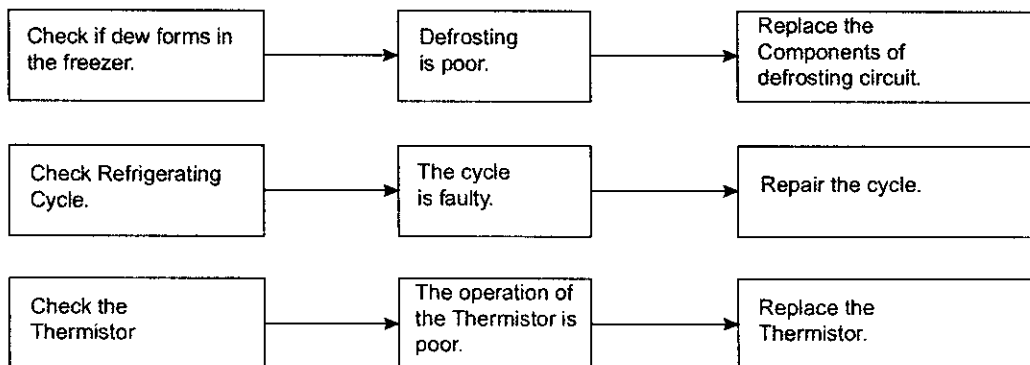 Check if dew forms in
the freezer.
Defrosting
is poor.
Replace the
Components of
defrosting circuit.
Check Refrigerating
Cycle.
The cycle
is faulty.
Repair the cycle.
Check the
Thermistor
The operation of
the Thermistor is
poor.
Replace the
Thermistor.